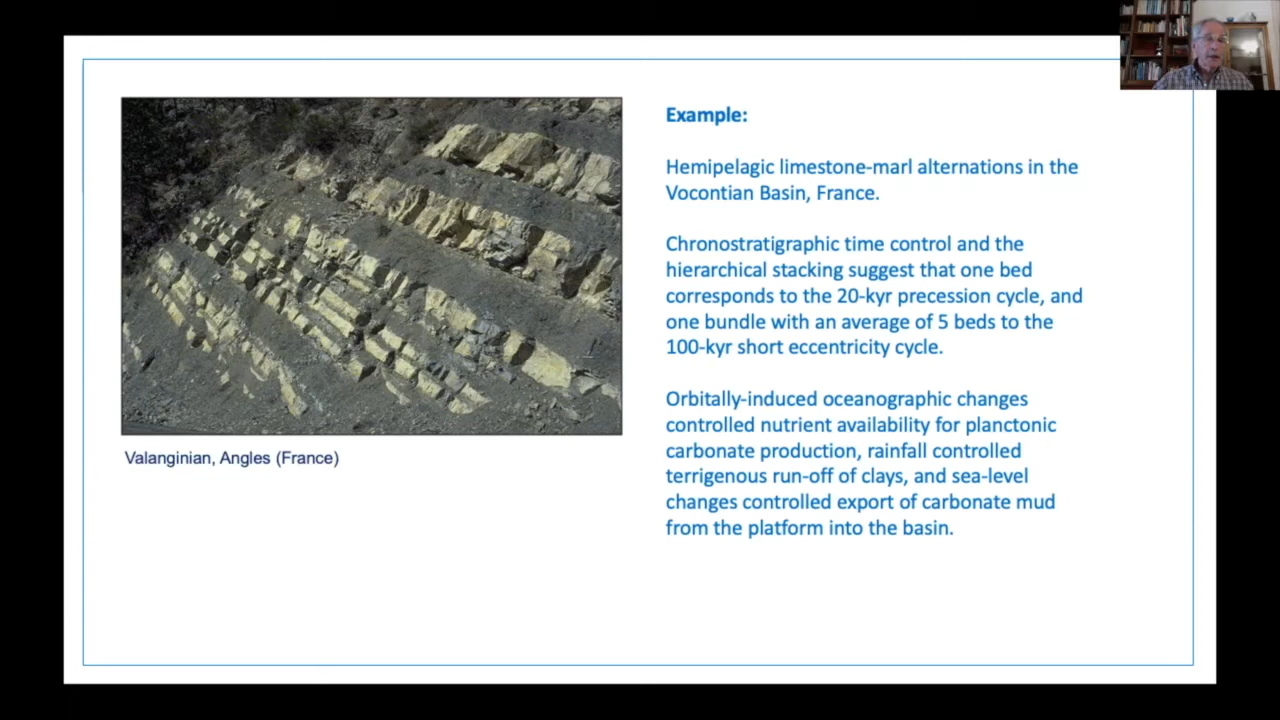 Example:
Hemipelagic limestone-marl alternations in the
Vocontian Basin, France.
Chronostratigraphic time control and the
hierarchical stacking suggest that one bed
corresponds to the 20-kyr precession cycle, and
one bundle with an average of 5 beds to the
100-kyr short eccentricity cycle.
Orbitally-induced oceanographic changes
controlled nutrient availability for planctonic
carbonate production, rainfall controlled
terrigenous run-off of clays, and sea-level
changes controlled export of carbonate mud
from the platform into the basin.
Valanginian, Angles (France)